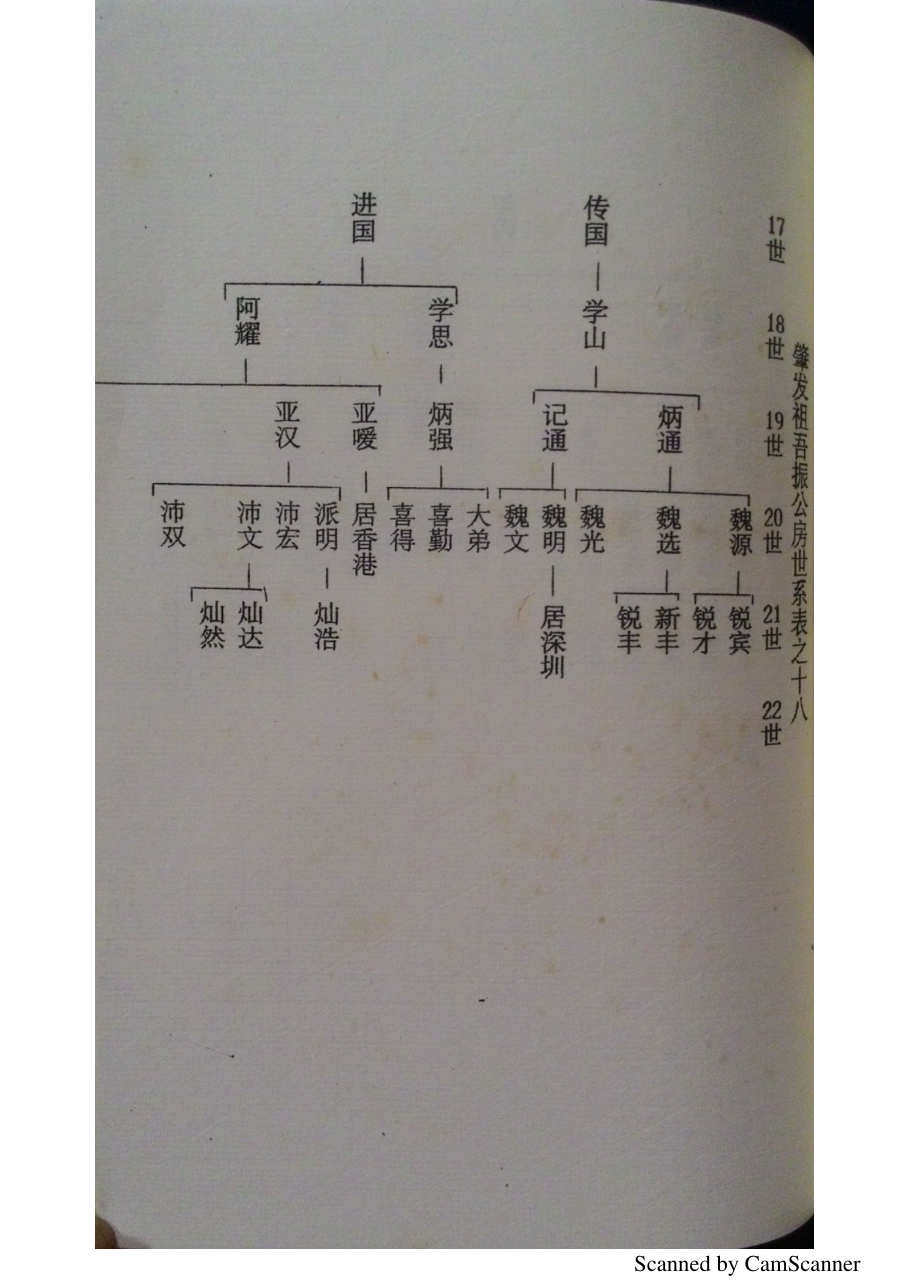 肇发祖吾振公房世系表之十八
17世
18世
19世
20世
21世
22世
传国
学山
炳通
记通
魏源
魏选
魏光
魏明
魏文
锐宾
锐才
新丰
锐丰
居深圳
进国
学思
阿耀
炳强
亚嗳
亚汉
大弟
喜勤
喜得
居香港
派明
沛宏
沛文
沛双
灿浩
灿达
灿然
Scanned by CamScanner